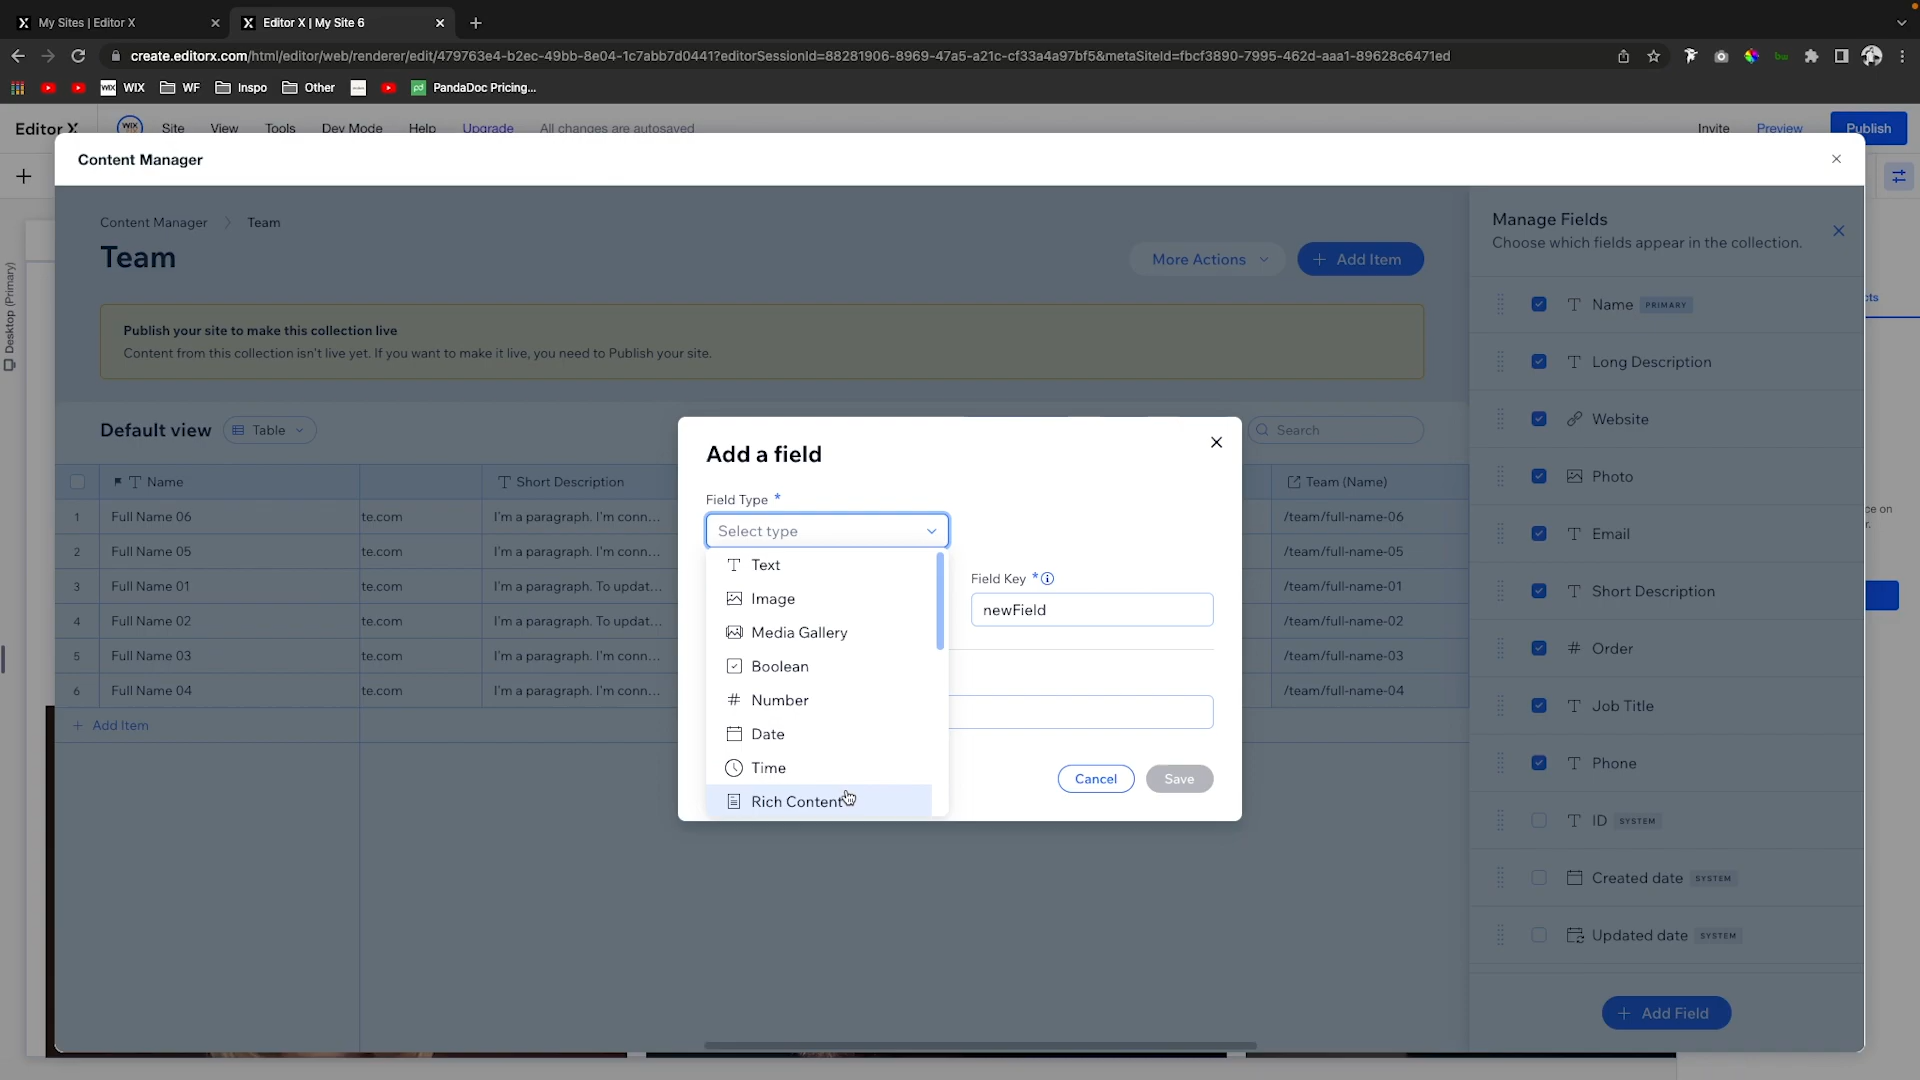 My Sites | Editor X
Editor X | My Site 6
create.editorx.com/html/editor/web/renderer/edit/479763e4-b2ec-49bb-8e04-1c7abb7d0441?editorSessionId=88281906-8969-47a5-a21c-cf33a4a97bf5&metaSiteId=fbcf3890-7995-462d-aaa1-89628c6471ed
WIX WF Inspo Other PandaDoc Pricing...
Editor X WIX Site View Tools Dev Mode Help Upgrade All changes are autosaved Invite Preview Publish
Content Manager
Desktop (Primary)
Content Manager Team
Team
More Actions
Add Item
Publish your site to make this collection live
Content from this collection isn't live yet. If you want to make it live, you need to Publish your site.
Default view Table Search
Name Short Description Team (Name)
1 Full Name 06 te.com I'm a paragraph. I'm conn... /team/full-name-06
2 Full Name 05 te.com I'm a paragraph. I'm conn... /team/full-name-05
3 Full Name 01 te.com I'm a paragraph. To updat... /team/full-name-01
4 Full Name 02 te.com I'm a paragraph. To updat... /team/full-name-02
5 Full Name 03 te.com I'm a paragraph. I'm conn... /team/full-name-03
6 Full Name 04 te.com I'm a paragraph. I'm conn... /team/full-name-04
+ Add Item
Add a field
Field Type *
Select type
Text
Image
Media Gallery
Boolean
Number
Date
Time
Rich Content
Field Key *
newField
Cancel
Save
Manage Fields
Choose which fields appear in the collection.
Name PRIMARY
Long Description
Website
Photo
Email
Short Description
Order
Job Title
Phone
ID SYSTEM
Created date SYSTEM
Updated date SYSTEM
+ Add Field
cts
ce on
r.